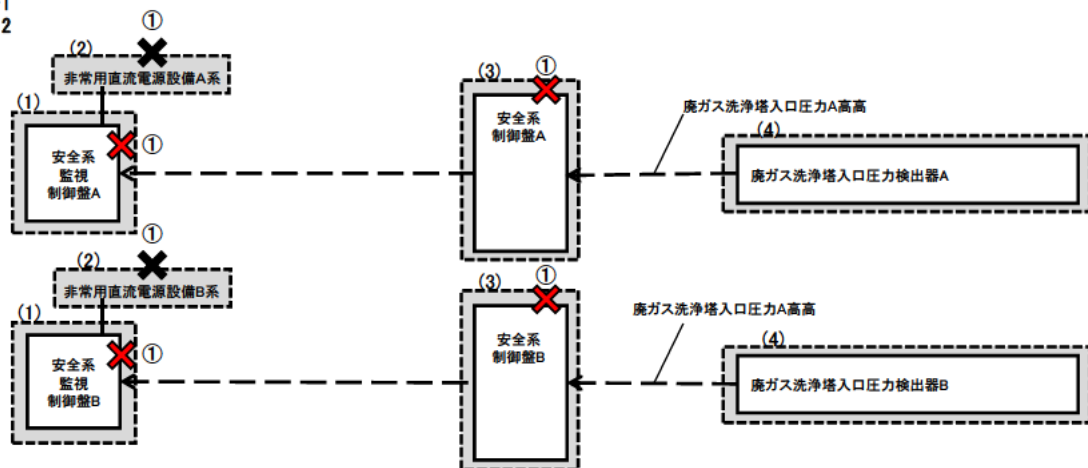 2
①
(2)
非常用直流電源設備A系
(1)
①
安全系
監視
制御盤A
(3)
①
安全系
制御盤A
廃ガス洗浄塔入口圧力A高高
(4)
廃ガス洗浄塔入口圧力検出器A
①
(2)
非常用直流電源設備B系
(1)
①
安全系
監視
制御盤B
(3)
①
安全系
制御盤B
廃ガス洗浄塔入口圧力A高高
(4)
廃ガス洗浄塔入口圧力検出器B